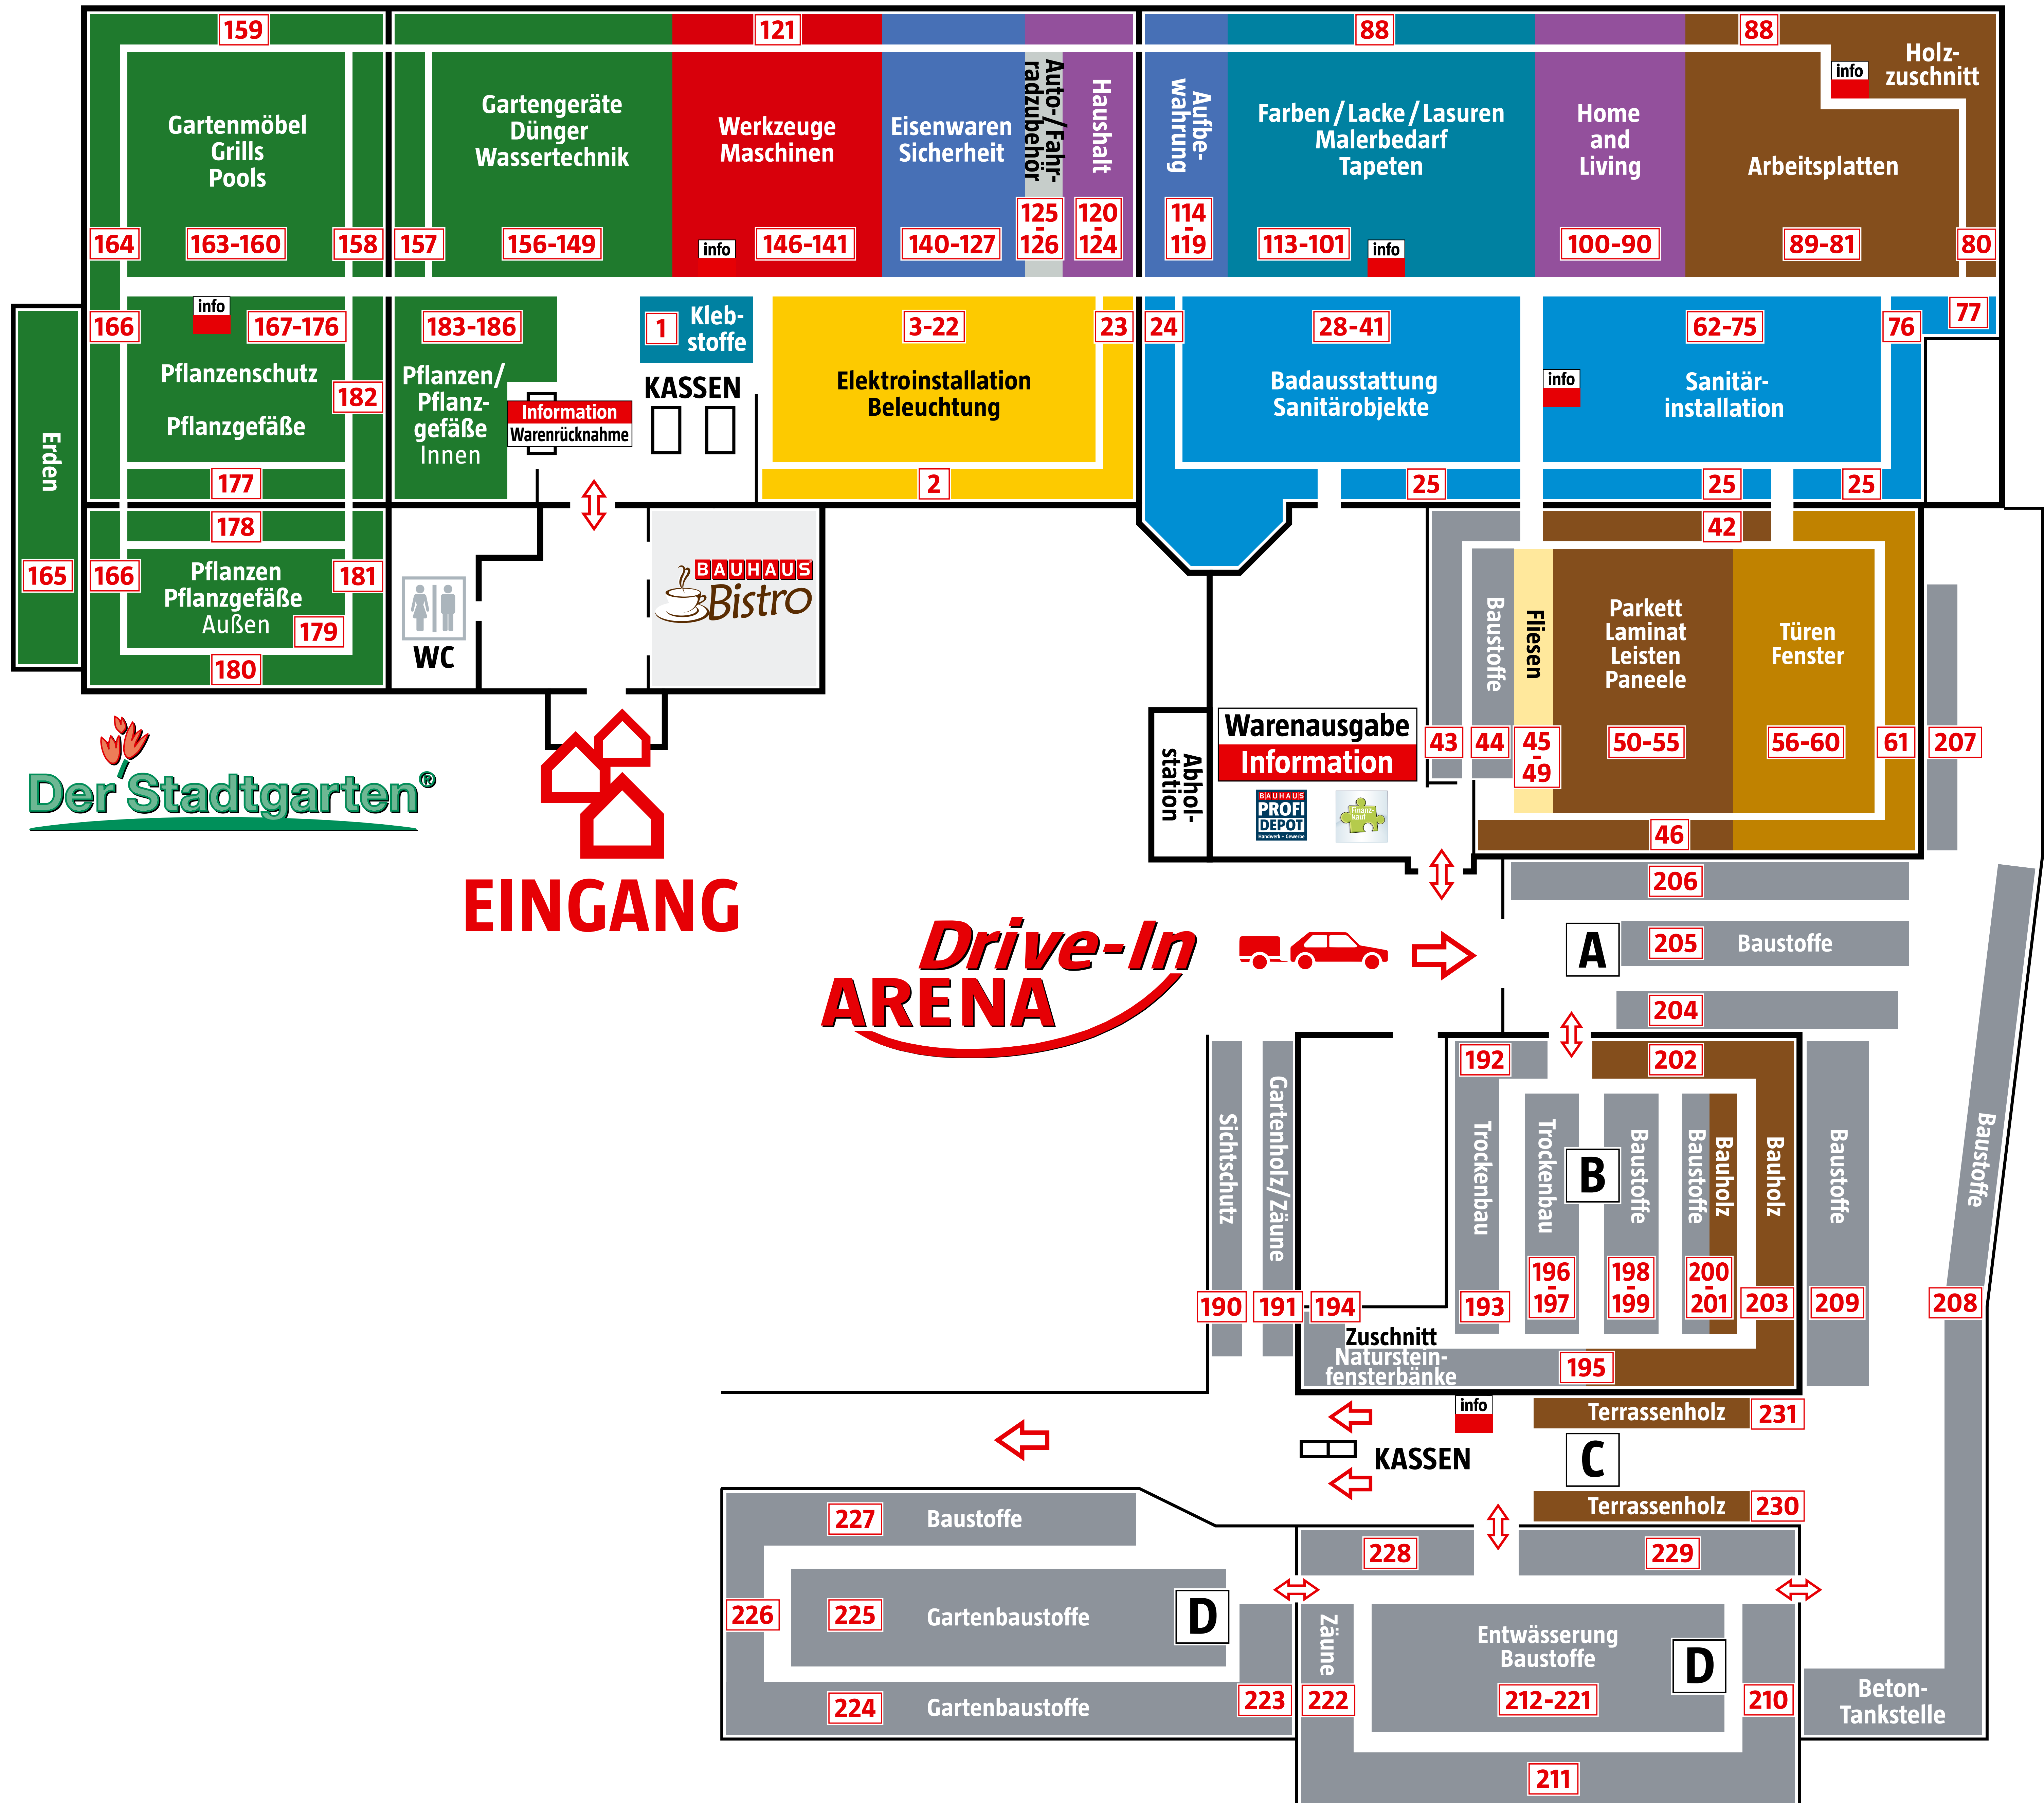 159
121
88
88
Holz-
zuschnitt
info
Gartenmöbel
Grills
Pools
Gartengeräte
Dünger
Wassertechnik
Werkzeuge
Maschinen
Eisenwaren
Sicherheit
Auto-/Fahr-
radzubehör
Haushalt
Aufbe-
wahrung
Farben/Lacke/Lasuren
Malerbedarf
Tapeten
Home
and
Living
Arbeitsplatten
164
163-160
158
157
156-149
info
146-141
140-127
125
-
126
120
-
124
114
-
119
113-101
info
100-90
89-81
80
166
info
167-176
183-186
1
Kleb-
stoffe
3-22
23
24
28-41
62-75
76
77
Pflanzenschutz
Pflanzgefäße
182
Pflanzen/
Pflanz-
gefäße
Innen
KASSEN
Information
Warenrücknahme
Elektroinstallation
Beleuchtung
Badausstattung
Sanitärobjekte
info
Sanitär-
installation
Erden
177
2
25
25
25
178
42
165
166
Pflanzen
Pflanzgefäße
Außen
181
179
180
WC
BAUHAUS
Bistro
Baustoffe
Fliesen
Parkett
Laminat
Leisten
Paneele
Türen
Fenster
Der Stadtgarten®
EINGANG
Abhol-
station
Warenausgabe
Information
BAUHAUS
PROFI
DEPOT
Handwerk + Gewerbe
Finanz-
kauf
43
44
45
-
49
50-55
56-60
61
207
46
206
Drive-In
ARENA
A
205
Baustoffe
204
192
202
Sichtschutz
Gartenholz/Zäune
Trockenbau
Trockenbau
B
Baustoffe
Baustoffe
Bauholz
Bauholz
Baustoffe
Baustoffe
190
191
194
193
196
-
197
198
-
199
200
-
201
203
209
208
Zuschnitt
Naturstein-
fensterbänke
195
info
Terrassenholz
231
KASSEN
C
Terrassenholz
230
227
Baustoffe
228
229
226
225
Gartenbaustoffe
D
Zäune
Entwässerung
Baustoffe
D
224
Gartenbaustoffe
223
222
212-221
210
Beton-
Tankstelle
211